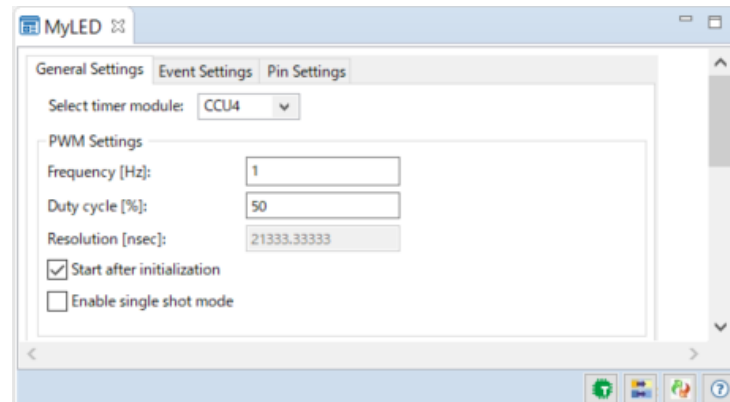 MyLED
General Settings Event Settings Pin Settings
Select timer module: CCU4
PWM Settings
Frequency [Hz]: 1
Duty cycle [%]: 50
Resolution [nsec]: 21333.33333
Start after initialization
Enable single shot mode